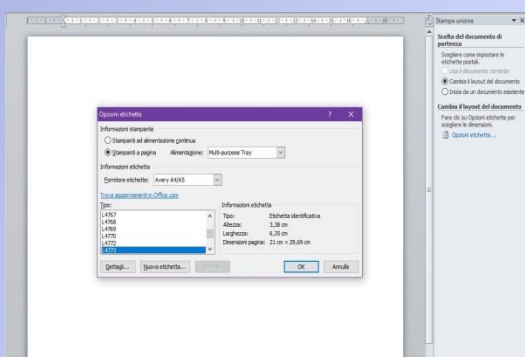 Stampa unione
Scelta del documento di
partenza
Scegliere come impostare le
etichette postali.
Usa il documento corrente
Cambia il layout del documento
Inizia da un documento esistente
Cambia il layout del documento
Fare clic su Opzioni etichette per
scegliere le dimensioni.
Opzioni etichette...
Opzioni etichette
Informazioni stampante
Stampanti ad alimentazione continua
Stampanti a pagina Alimentazione: Multi-purpose Tray
Informazioni etichetta
Fornitore etichette: Avery A4/A5
Trova aggiornamenti in Office.com
Tipo:
L4767
L4768
L4769
L4770
L4772
L4773
Informazioni etichetta
Tipo: Etichetta identificativa
Altezza: 3,38 cm
Larghezza: 6,35 cm
Dimensioni pagina: 21 cm × 29,69 cm
Dettagli... Nuova etichetta... OK Annulla